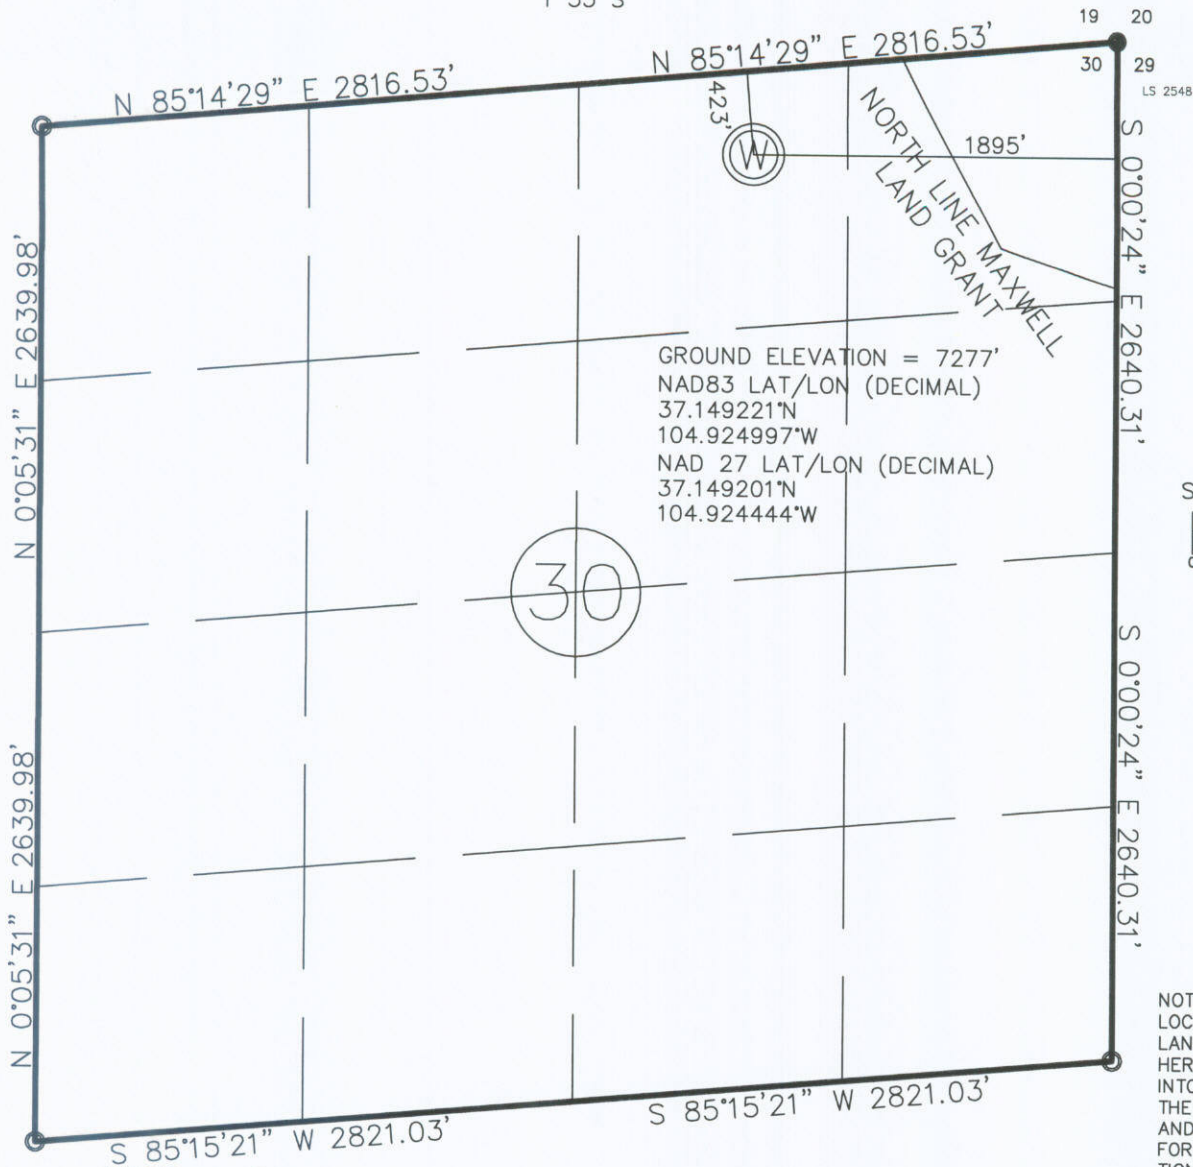 T 33 S
19 20
N 85°14'29" E 2816.53'
N 85°14'29" E 2816.53'
30 29
LS 2548
423'
W
1895'
NORTH LINE MAXWELL
LAND GRANT
S 0°00'24" E 2640.31'
N 0°05'31" E 2639.98'
GROUND ELEVATION = 7277'
NAD83 LAT/LON (DECIMAL)
37.149221°N
104.924997°W
NAD 27 LAT/LON (DECIMAL)
37.149201°N
104.924444°W
S
30
S 0°00'24" E 2640.31'
N 0°05'31" E 2639.98'
NOT
LOC
LAN
HER
INTO
THE
AND
FOR
TION
S 85°15'21" W 2821.03'
S 85°15'21" W 2821.03'